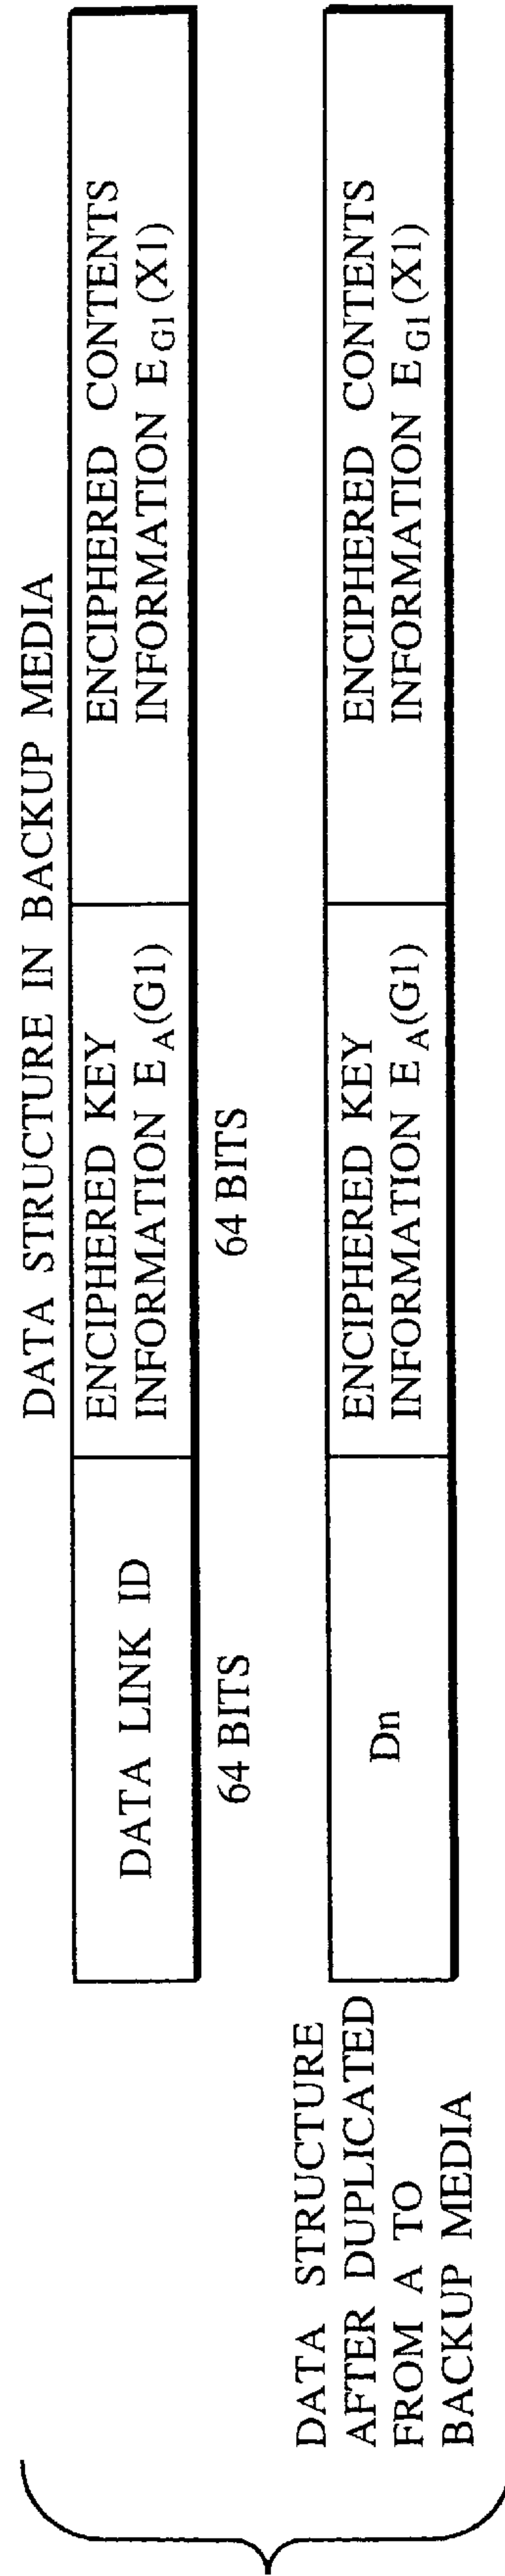 DATA STRUCTURE IN BACKUP MEDIA
DATA LINK ID
ENCIPHERED KEY
INFORMATION E_A(G1)
ENCIPHERED CONTENTS
INFORMATION E_G1(X1)
64 BITS
64 BITS
DATA STRUCTURE
AFTER DUPLICATED
FROM A TO
BACKUP MEDIA
Dn
ENCIPHERED KEY
INFORMATION E_A(G1)
ENCIPHERED CONTENTS
INFORMATION E_G1(X1)